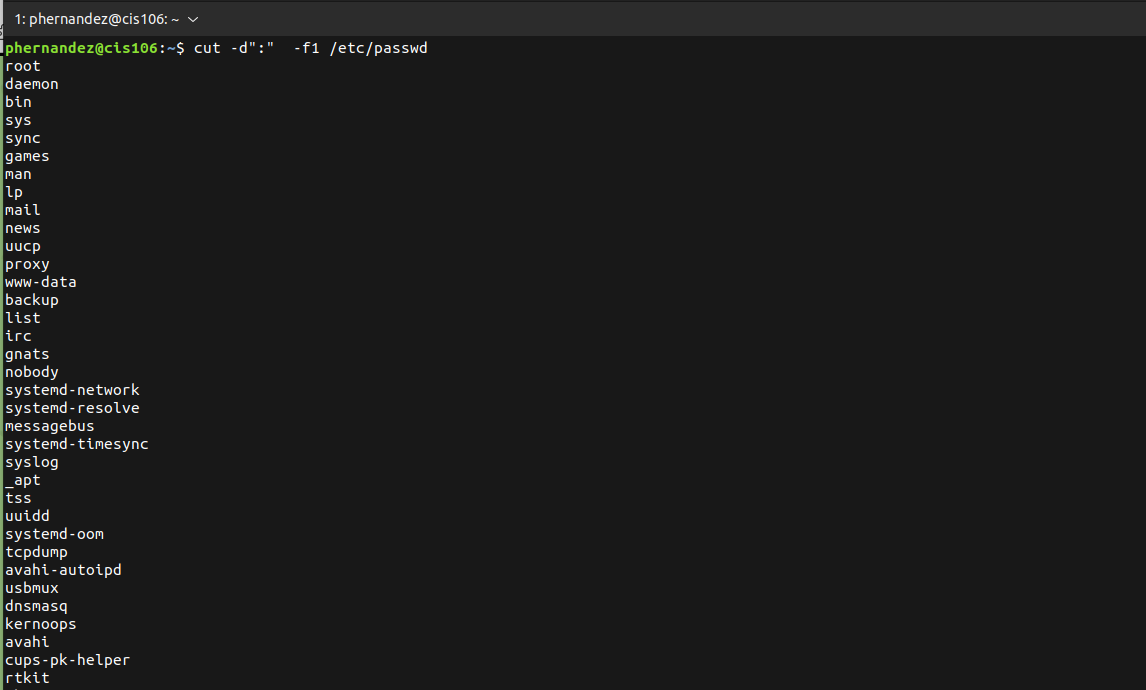 1: phernandez@cis106: ~
phernandez@cis106:~$ cut -d":"  -f1 /etc/passwd
root
daemon
bin
sys
sync
games
man
lp
mail
news
uucp
proxy
www-data
backup
list
irc
gnats
nobody
systemd-network
systemd-resolve
messagebus
systemd-timesync
syslog
_apt
tss
uuidd
systemd-oom
tcpdump
avahi-autoipd
usbmux
dnsmasq
kernoops
avahi
cups-pk-helper
rtkit